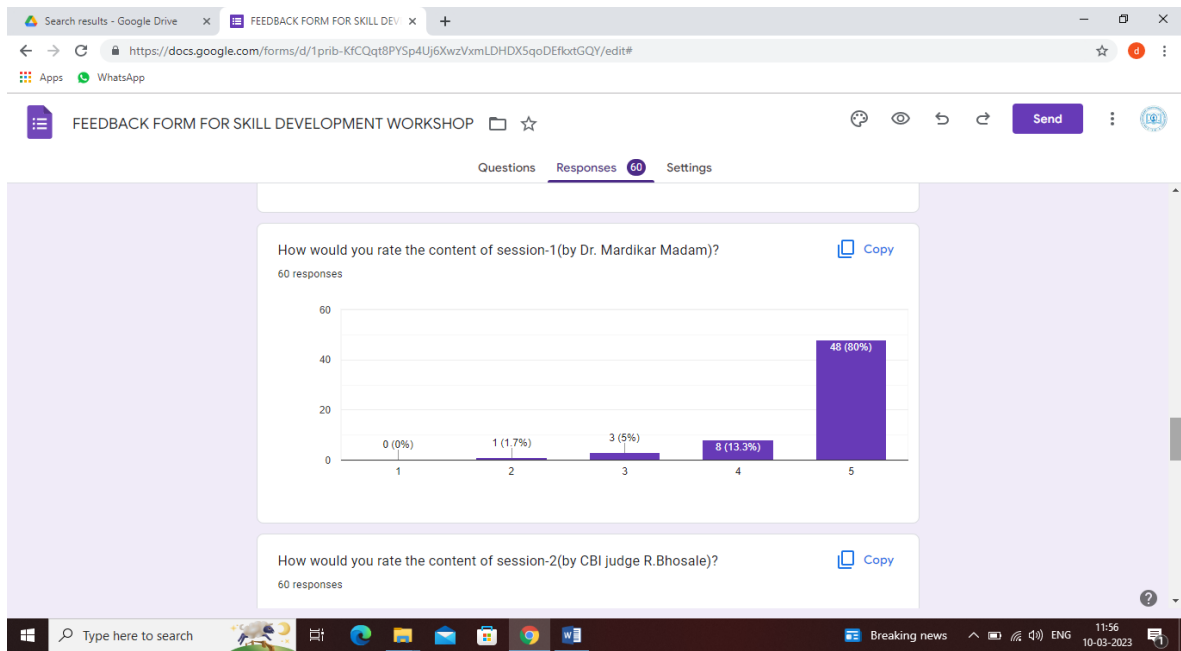 Search results - Google Drive
FEEDBACK FORM FOR SKILL DEV
https://docs.google.com/forms/d/1prib-KfCQqt8PYSp4Uj6XwzVxmLDHDX5qoDEfkxtGQY/edit#
d
Apps
WhatsApp
FEEDBACK FORM FOR SKILL DEVELOPMENT WORKSHOP
Send
Questions Responses 60 Settings
How would you rate the content of session-1(by Dr. Mardikar Madam)?
Copy
60 responses
60
40
20
0
0 (0%)
1 (1.7%)
3 (5%)
8 (13.3%)
48 (80%)
1 2 3 4 5
How would you rate the content of session-2(by CBI judge R.Bhosale)?
Copy
60 responses
Type here to search
Breaking news
ENG
11:56
10-03-2023
1